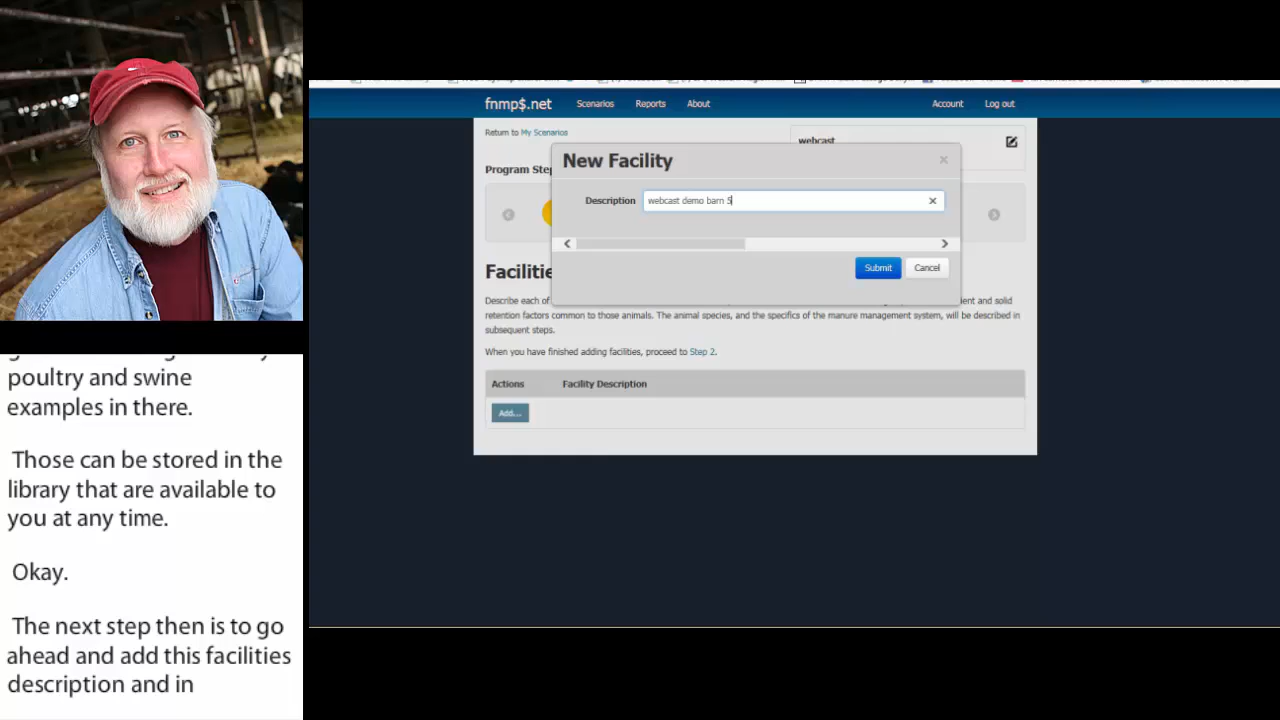 poultry and swine
examples in there.
Those can be stored in the
library that are available to
you at any time.
Okay.
The next step then is to go
ahead and add this facilities
description and in
fnmp$.net Scenarios Reports About Account Log out
Return to My Scenarios
webcast
Program Step
New Facility ×
Description webcast demo barn 5 ×
Submit Cancel
Facilitie
Describe each of ient and solid
retention factors common to those animals. The animal species, and the specifics of the manure management system, will be described in
subsequent steps.
When you have finished adding facilities, proceed to Step 2.
Actions Facility Description
Add...